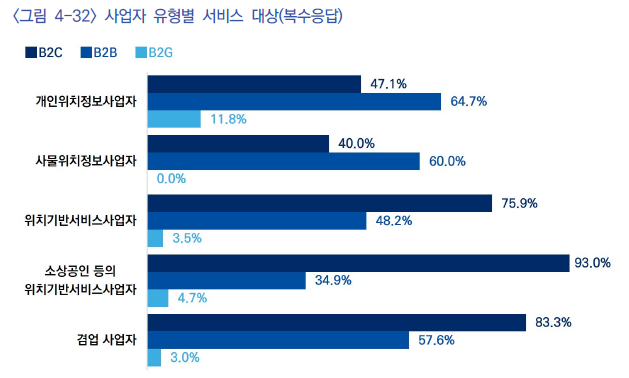 <그림 4-32> 사업자 유형별 서비스 대상(복수응답)
B2C B2B B2G
개인위치정보사업자
47.1%
64.7%
11.8%
사물위치정보사업자
40.0%
60.0%
0.0%
위치기반서비스사업자
75.9%
48.2%
3.5%
소상공인 등의
위치기반서비스사업자
93.0%
34.9%
4.7%
겸업 사업자
83.3%
57.6%
3.0%